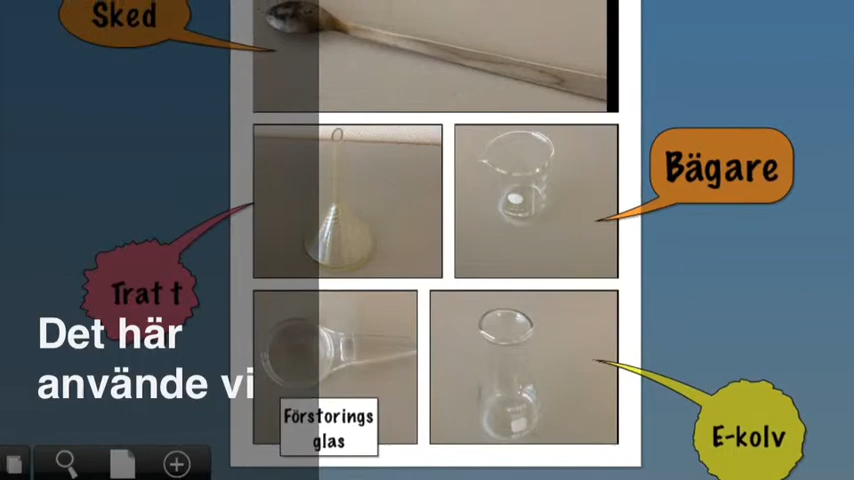 Sked
Bägare
Trat t
Det här
använde vi
Förstorings
glas
E-kolv